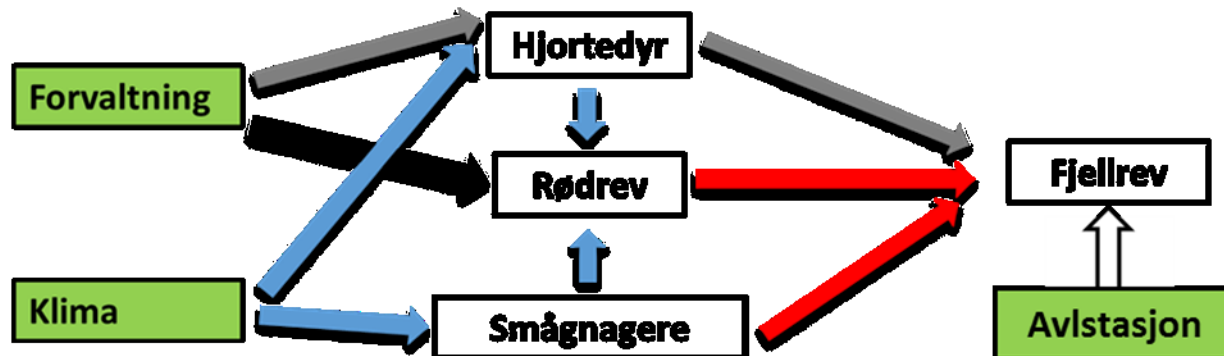 Hjortedyr
Forvaltning
Rødrev
Fjellrev
Klima
Smågnagere
Avlstasjon